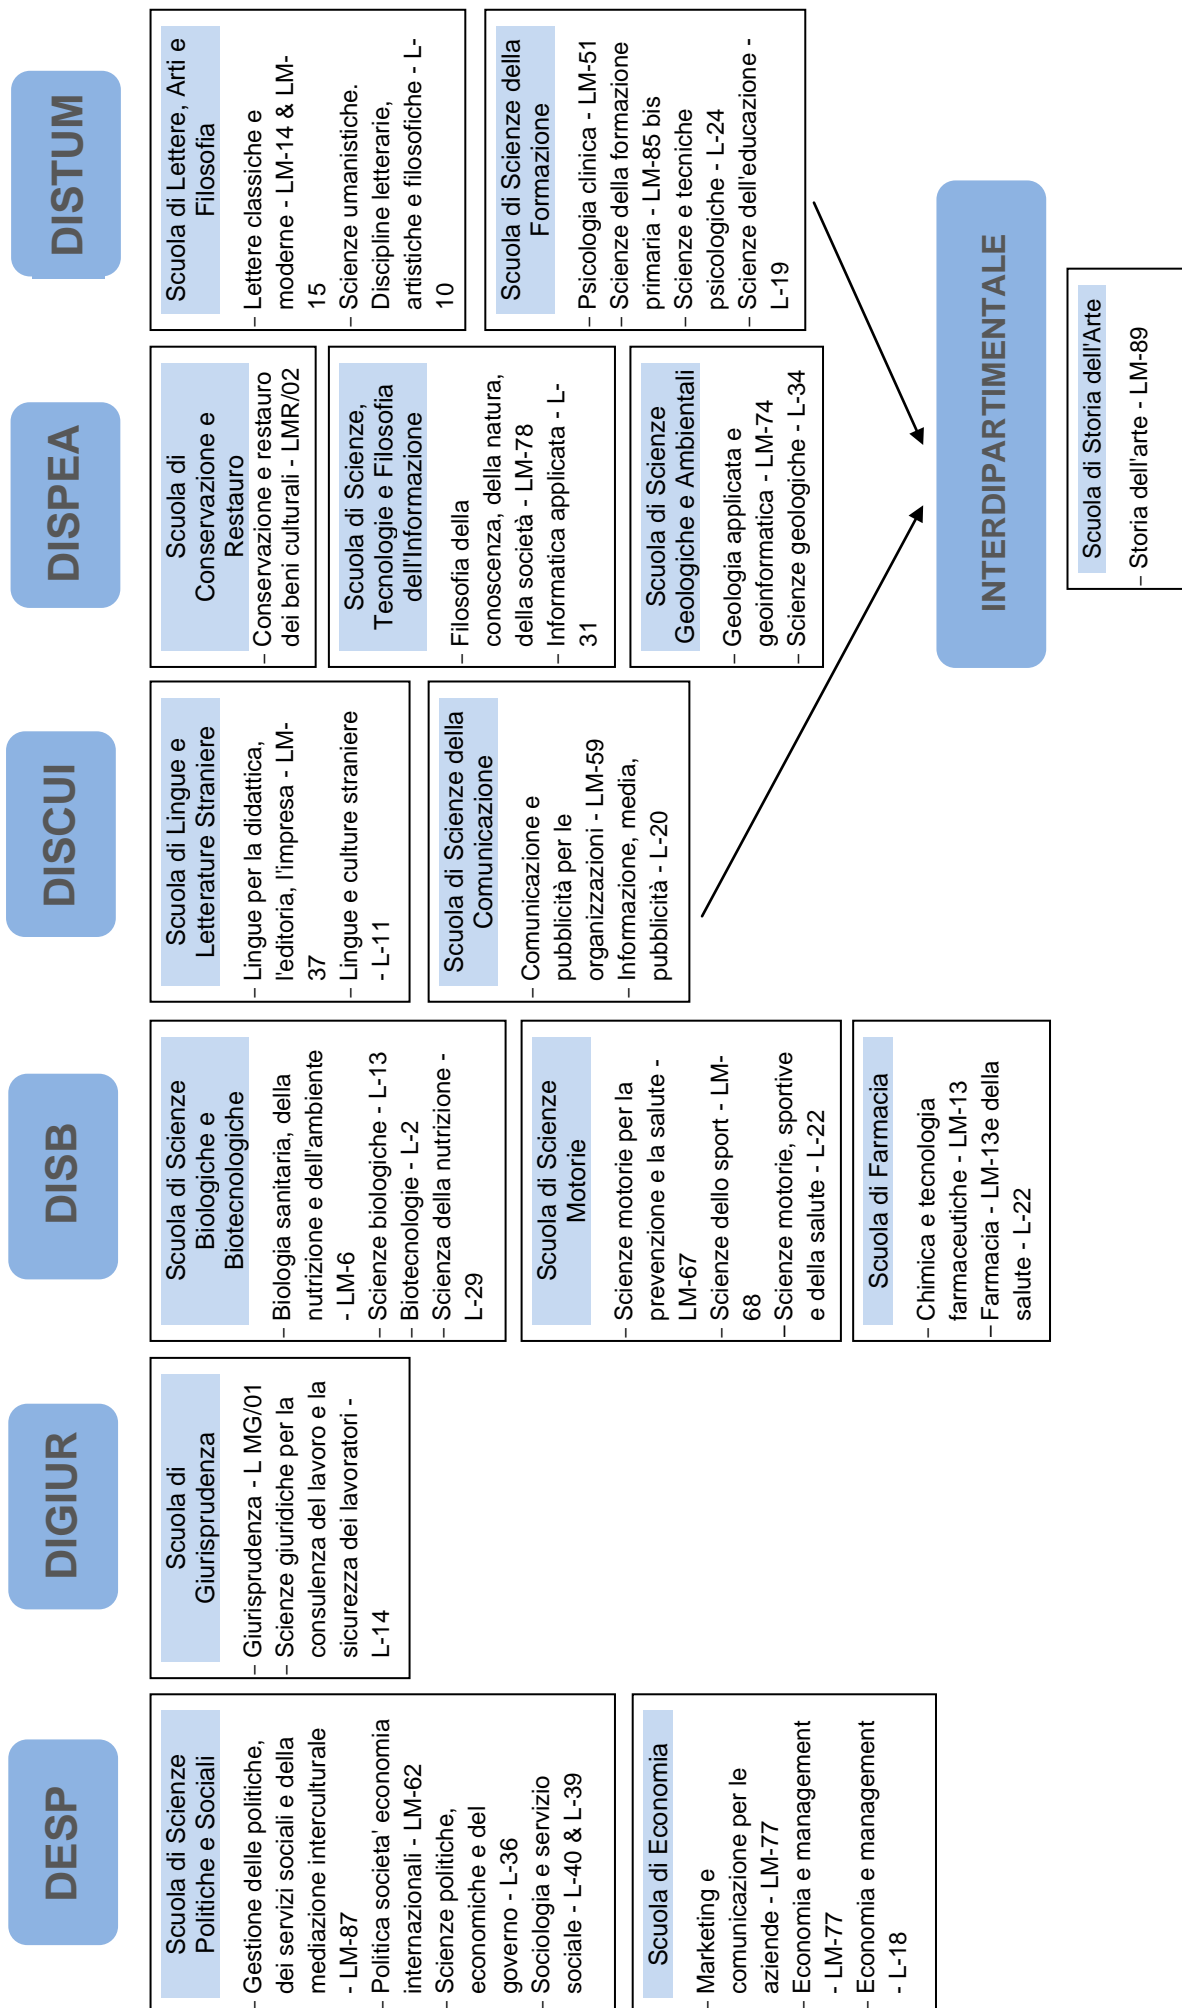 DESP
Scuola di Scienze
Politiche e Sociali
– Gestione delle politiche,
dei servizi sociali e della
mediazione interculturale
- LM-87
– Politica societa' economia
internazionali - LM-62
– Scienze politiche,
economiche e del
governo - L-36
– Sociologia e servizio
sociale - L-40 & L-39
Scuola di Economia
– Marketing e
comunicazione per le
aziende - LM-77
– Economia e management
- LM-77
– Economia e management
- L-18
DIGIUR
Scuola di
Giurisprudenza
– Giurisprudenza - L MG/01
– Scienze giuridiche per la
consulenza del lavoro e la
sicurezza dei lavoratori -
L-14
DISB
Scuola di Scienze
Biologiche e
Biotecnologiche
– Biologia sanitaria, della
nutrizione e dell'ambiente
- LM-6
– Scienze biologiche - L-13
– Biotecnologie - L-2
– Scienza della nutrizione -
L-29
Scuola di Scienze
Motorie
– Scienze motorie per la
prevenzione e la salute -
LM-67
– Scienze dello sport - LM-
68
– Scienze motorie, sportive
e della salute - L-22
Scuola di Farmacia
– Chimica e tecnologia
farmaceutiche - LM-13
– Farmacia - LM-13e della
salute - L-22
DISCUI
Scuola di Lingue e
Letterature Straniere
– Lingue per la didattica,
l'editoria, l'impresa - LM-
37
– Lingue e culture straniere
- L-11
Scuola di Scienze della
Comunicazione
– Comunicazione e
pubblicità per le
organizzazioni - LM-59
– Informazione, media,
pubblicità - L-20
DISPEA
Scuola di
Conservazione e
Restauro
– Conservazione e restauro
dei beni culturali - LMR/02
Scuola di Scienze,
Tecnologie e Filosofia
dell'Informazione
– Filosofia della
conoscenza, della natura,
della società - LM-78
– Informatica applicata - L-
31
Scuola di Scienze
Geologiche e Ambientali
– Geologia applicata e
geoinformatica - LM-74
– Scienze geologiche - L-34
DISTUM
Scuola di Lettere, Arti e
Filosofia
– Lettere classiche e
moderne - LM-14 & LM-
15
– Scienze umanistiche.
Discipline letterarie,
artistiche e filosofiche - L-
10
Scuola di Scienze della
Formazione
– Psicologia clinica - LM-51
– Scienze della formazione
primaria - LM-85 bis
– Scienze e tecniche
psicologiche - L-24
– Scienze dell'educazione -
L-19
INTERDIPARTIMENTALE
Scuola di Storia dell'Arte
– Storia dell'arte - LM-89